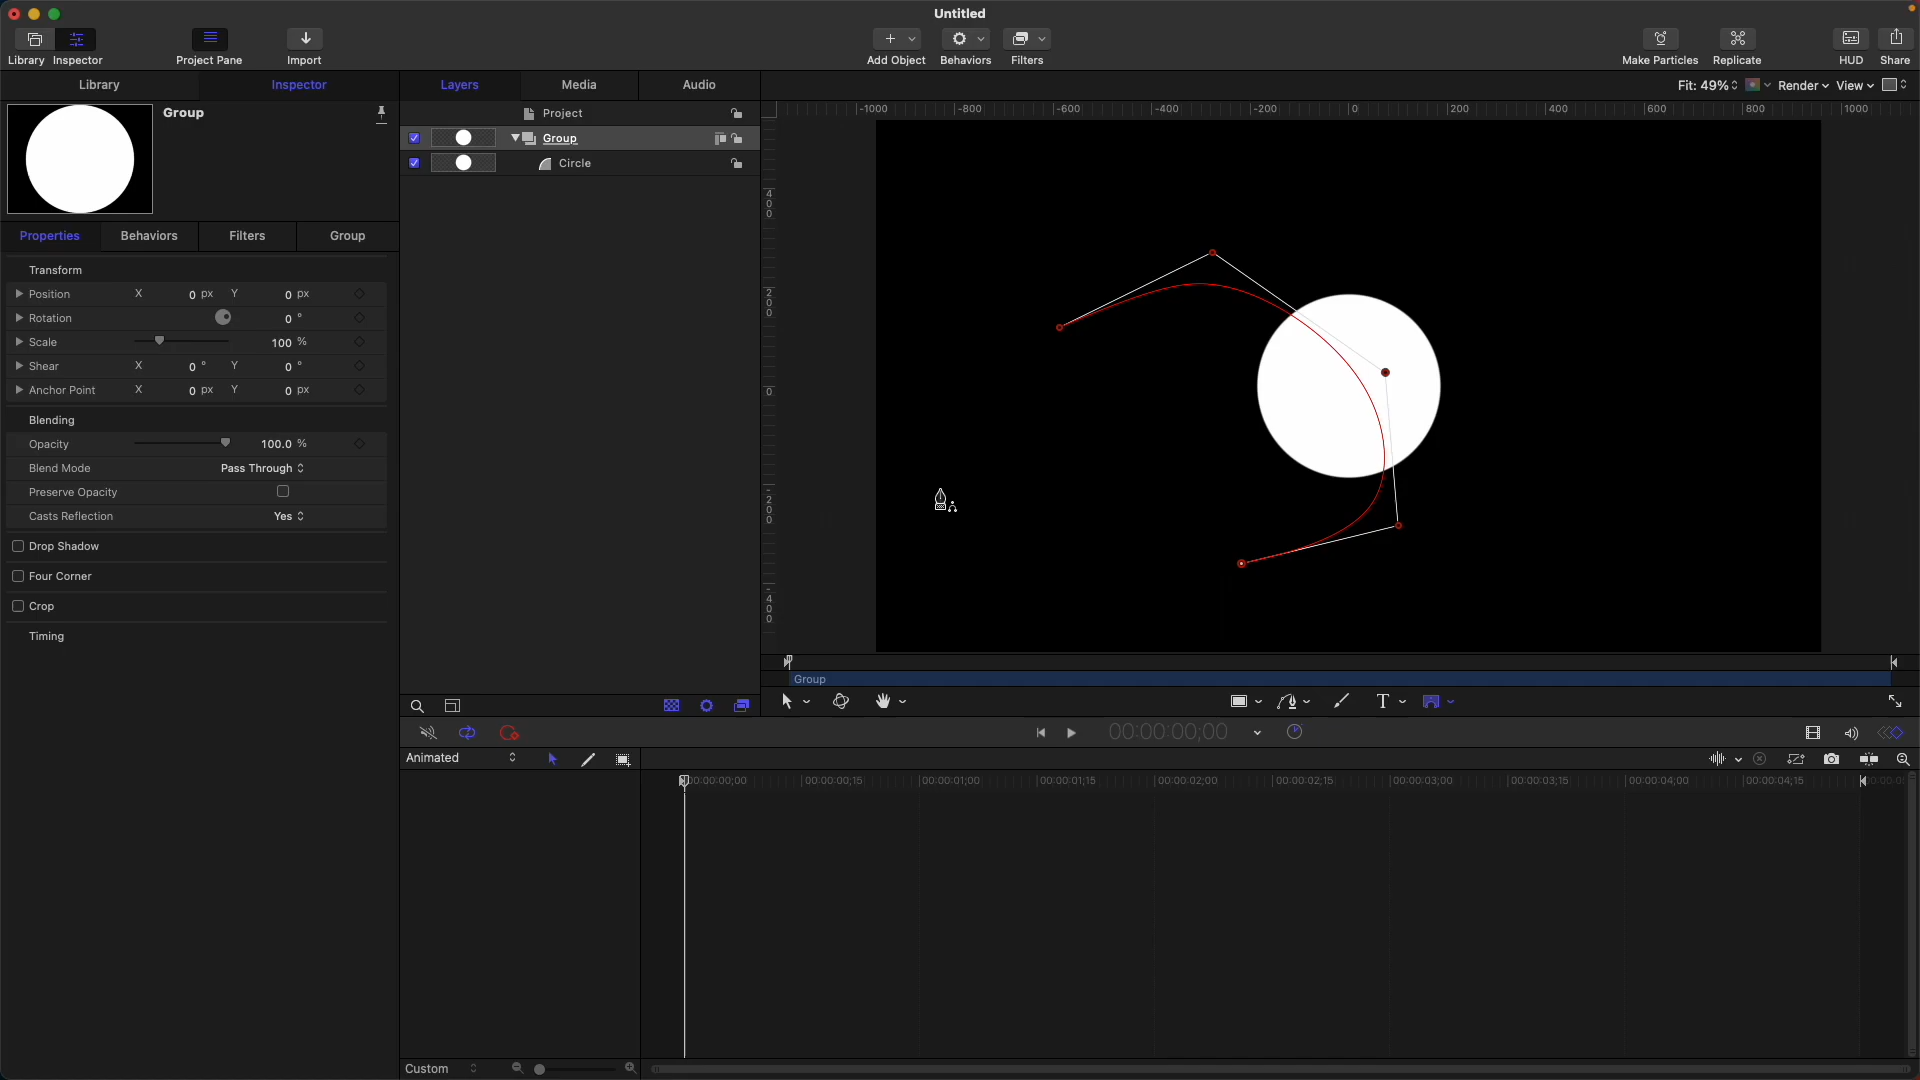 Untitled
Library Inspector Project Pane Import Add Object Behaviors Filters Make Particles Replicate HUD Share
Library Inspector Layers Media Audio Fit: 49% Render View
Group
Project
Group
Circle
-1000 -800 -600 -400 -200 0 200 400 600 800 1000
400
200
0
-200
-400
Properties Behaviors Filters Group
Transform
Position X 0 px Y 0 px
Rotation 0 °
Scale 100 %
Shear X 0 ° Y 0 °
Anchor Point X 0 px Y 0 px
Blending
Opacity 100.0 %
Blend Mode Pass Through
Preserve Opacity
Casts Reflection Yes
Drop Shadow
Four Corner
Crop
Timing
Group
T
00:00:00;00
Animated
00:00:00;00 00:00:00;15 00:00:01;00 00:00:01;15 00:00:02;00 00:00:02;15 00:00:03;00 00:00:03;15 00:00:04;00 00:00:04;15
Custom